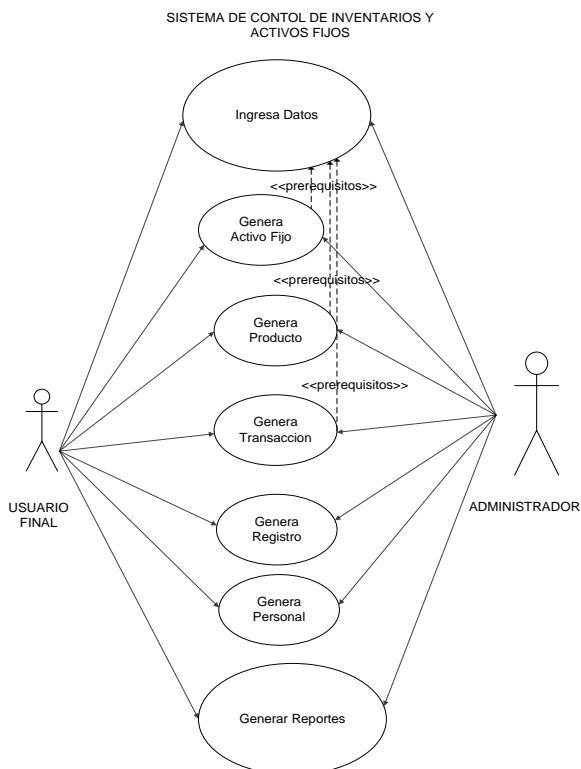 SISTEMA DE CONTOL DE INVENTARIOS Y
ACTIVOS FIJOS
Ingresa Datos
<<prerequisitos>>
Genera
Activo Fijo
<<prerequisitos>>
Genera
Producto
<<prerequisitos>>
Genera
Transaccion
USUARIO
FINAL
ADMINISTRADOR
Genera
Registro
Genera
Personal
Generar Reportes